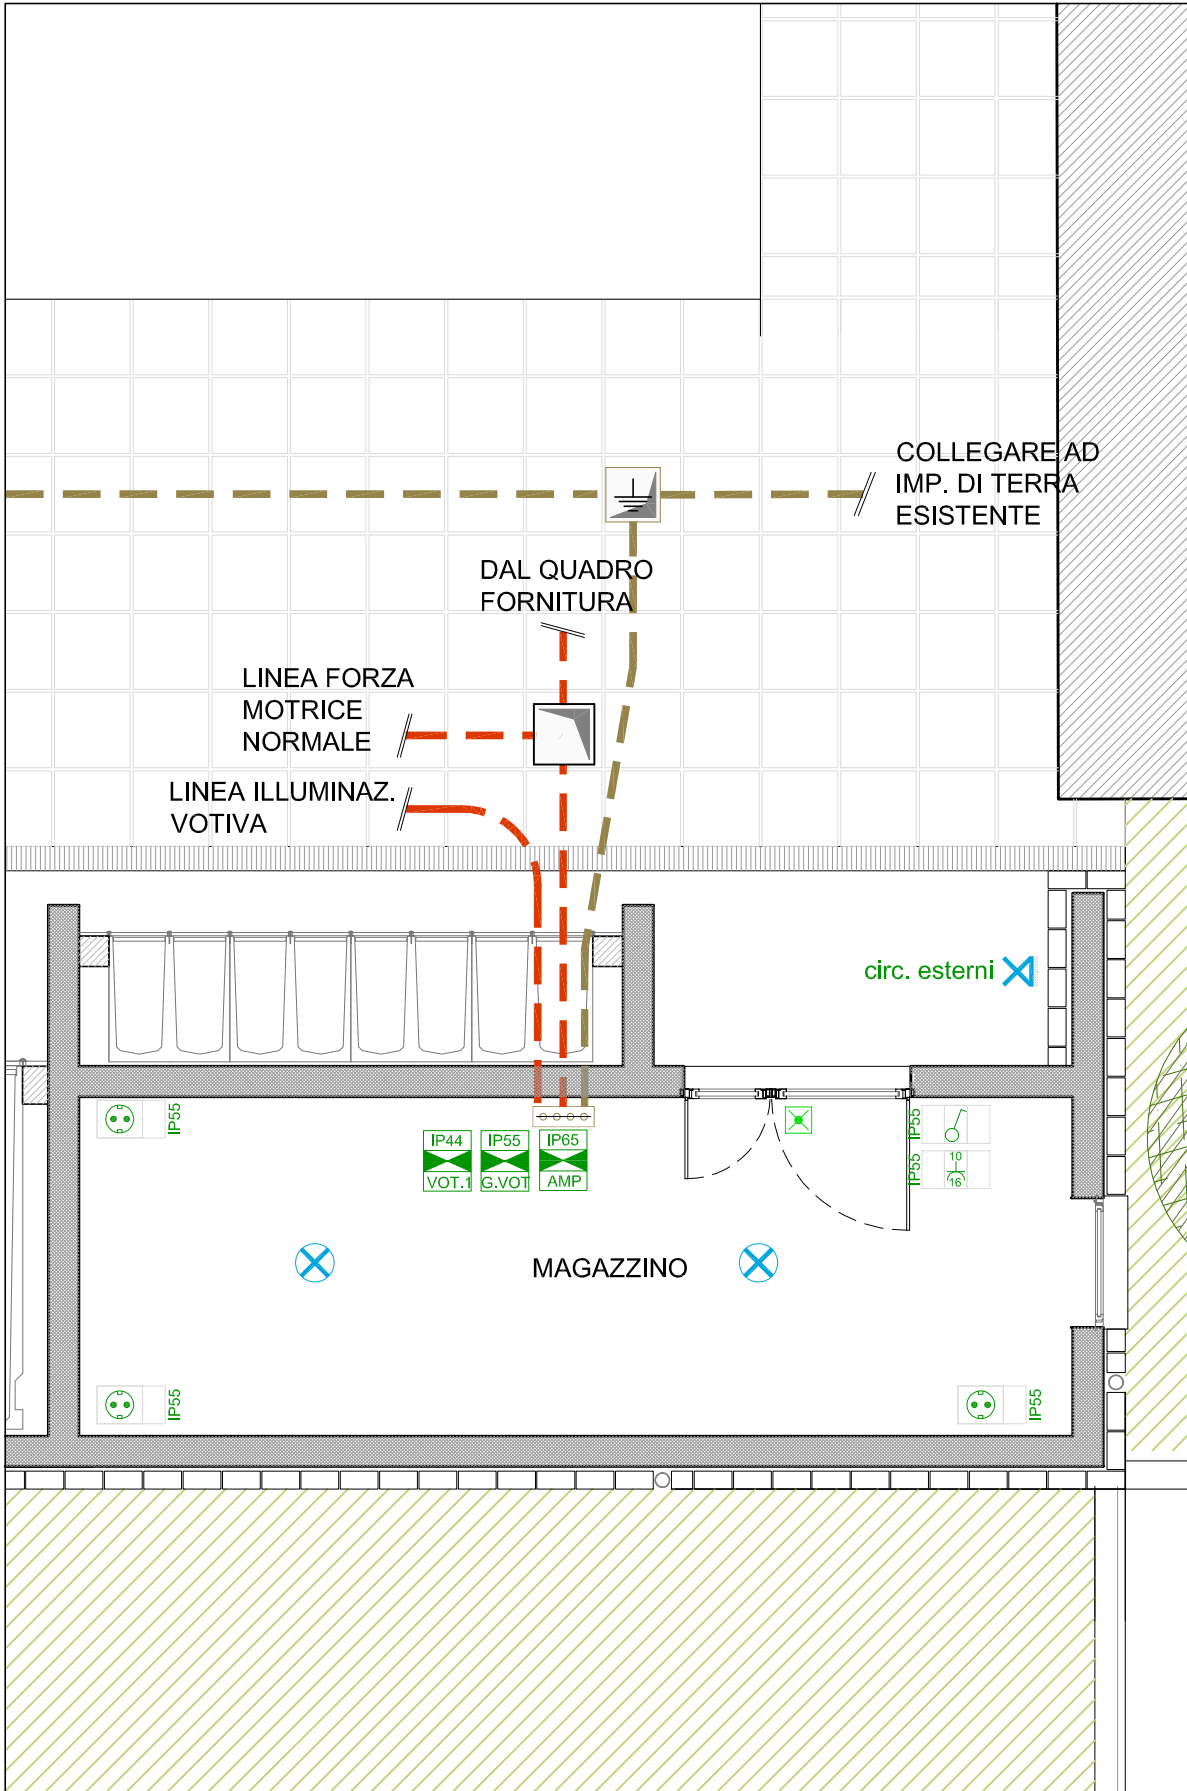 COLLEGARE AD
IMP. DI TERRA
ESISTENTE
DAL QUADRO
FORNITURA
LINEA FORZA
MOTRICE
NORMALE
LINEA ILLUMINAZ.
VOTIVA
circ. esterni
IP55
IP44
VOT.1
IP55
G.VOT
IP65
AMP
IP55
IP55
10
16
MAGAZZINO
IP55
IP55